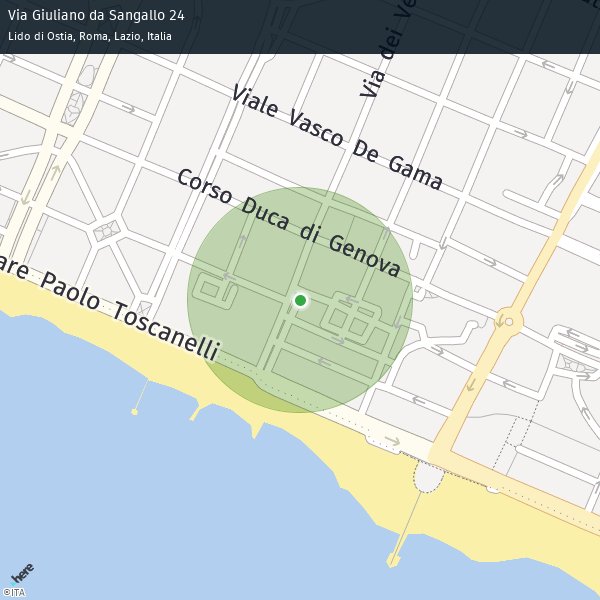 Via Giuliano da Sangallo 24
Lido di Ostia, Roma, Lazio, Italia
Via dei Ve
Viale Vasco De Gama
Corso Duca di Genova
are Paolo Toscanelli
here
©ITA